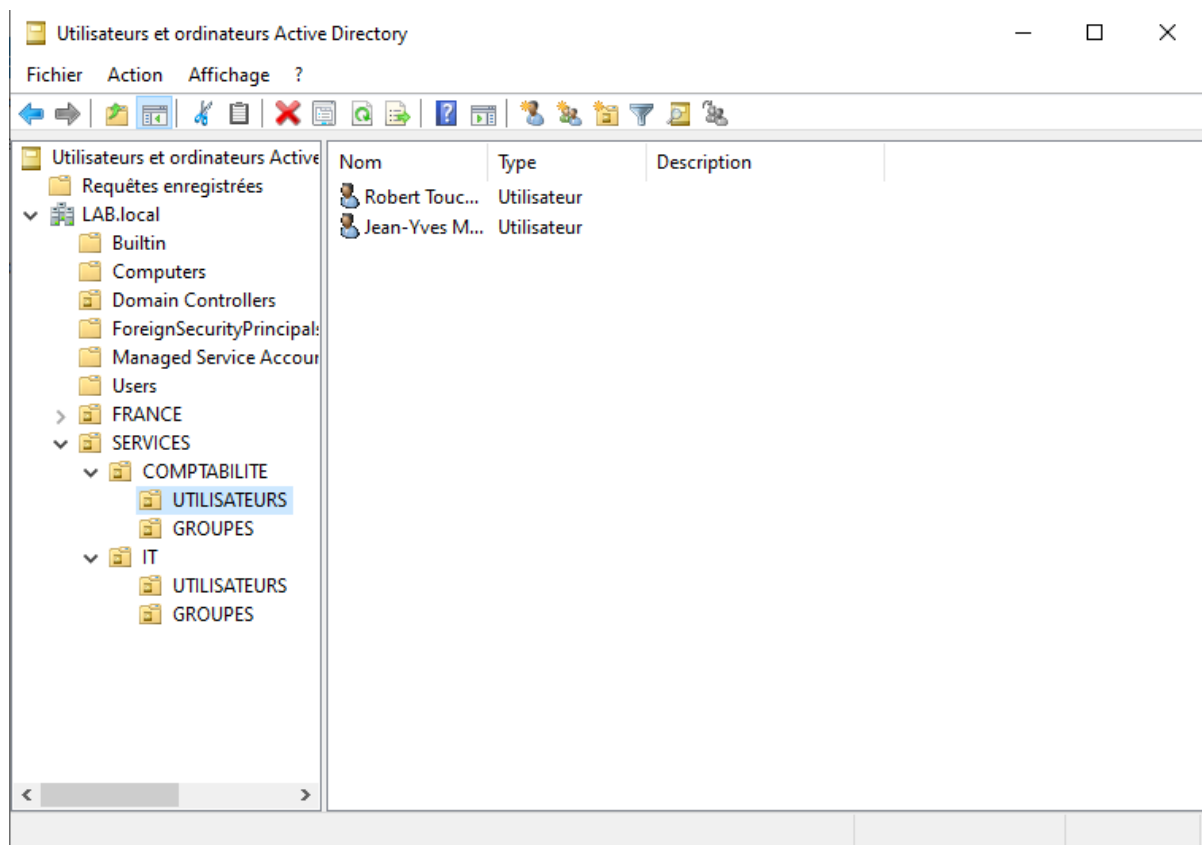 Utilisateurs et ordinateurs Active Directory
Fichier Action Affichage ?
Utilisateurs et ordinateurs Active
Requêtes enregistrées
LAB.local
Builtin
Computers
Domain Controllers
ForeignSecurityPrincipals
Managed Service Accour
Users
FRANCE
SERVICES
COMPTABILITE
UTILISATEURS
GROUPES
IT
UTILISATEURS
GROUPES
Nom Type Description
Robert Touc... Utilisateur
Jean-Yves M... Utilisateur